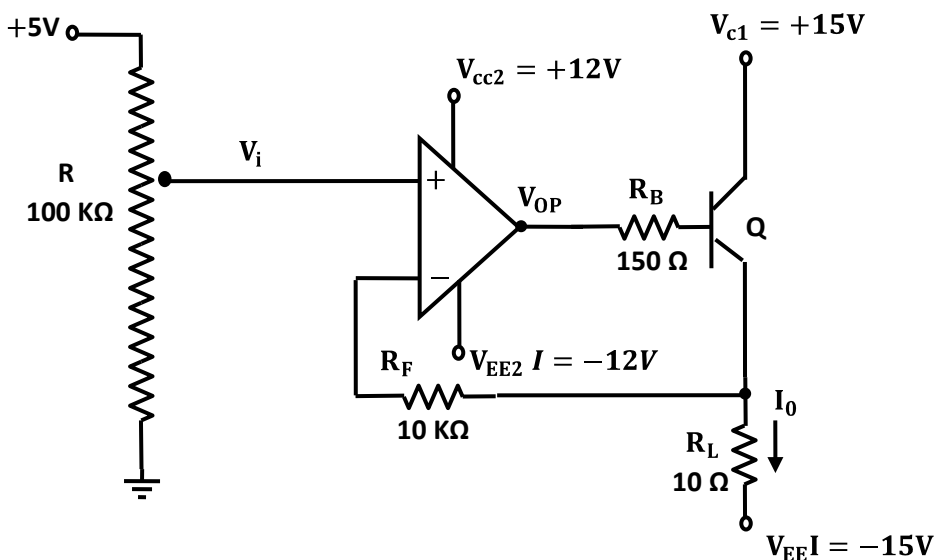 +5V
V_c1 = +15V
V_cc2 = +12V
V_i
R
100 KΩ
+
V_OP
R_B
Q
150 Ω
−
V_EE2 I = −12V
R_F
10 KΩ
I_0
R_L
10 Ω
V_EE I = −15V